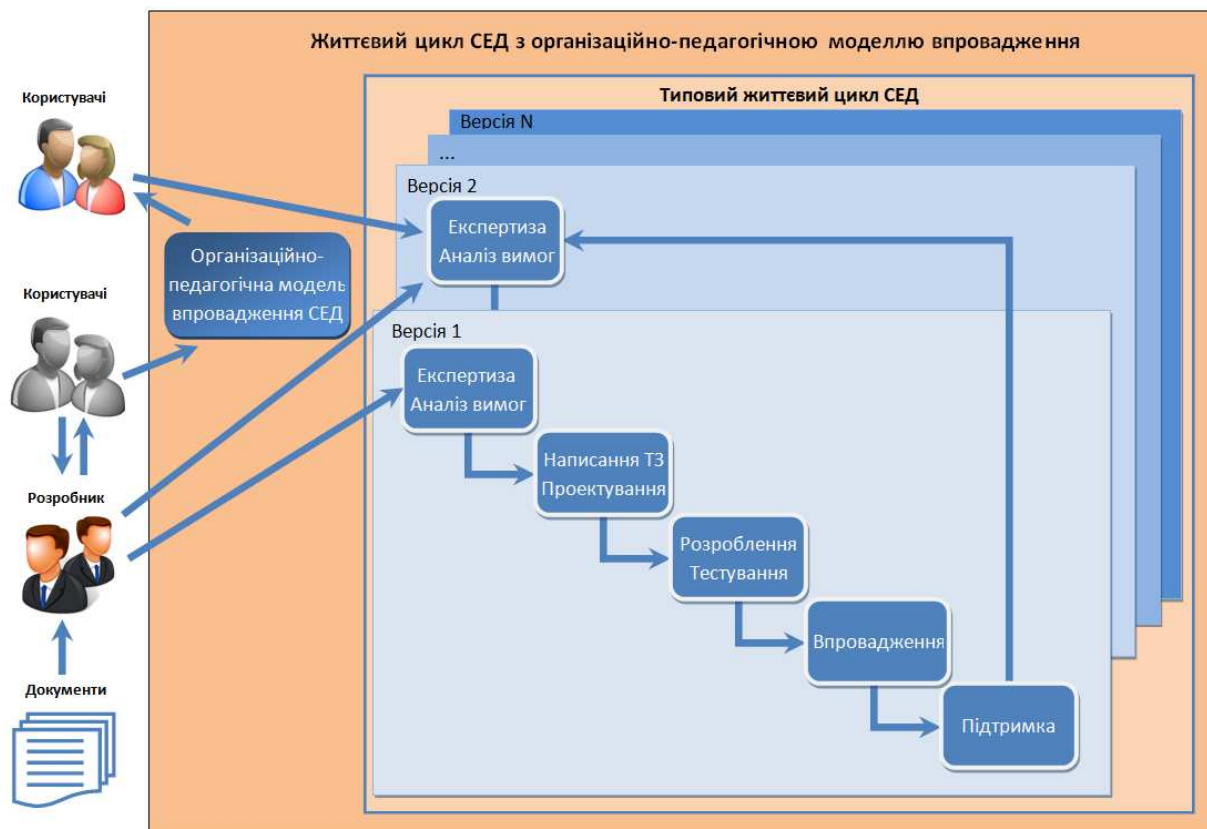 Життєвий цикл СЕД з організаційно-педагогічною моделлю впровадження
Користувачі
Організаційно-
педагогічна модель
впровадження СЕД
Користувачі
Розробник
Документи
Типовий життєвий цикл СЕД
Версія N
...
Версія 2
Експертиза
Аналіз вимог
Версія 1
Експертиза
Аналіз вимог
Написання ТЗ
Проектування
Розроблення
Тестування
Впровадження
Підтримка